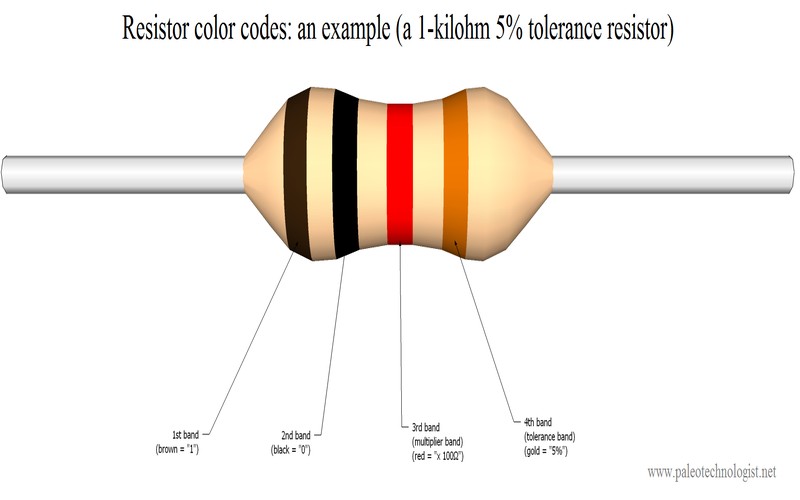 Resistor color codes: an example (a 1-kilohm 5% tolerance resistor)
1st band
(brown = "1")
2nd band
(black = "0")
3rd band
(multiplier band)
(red = "x 100Ω")
4th band
(tolerance band)
(gold = "5%")
www.paleotechnologist.net